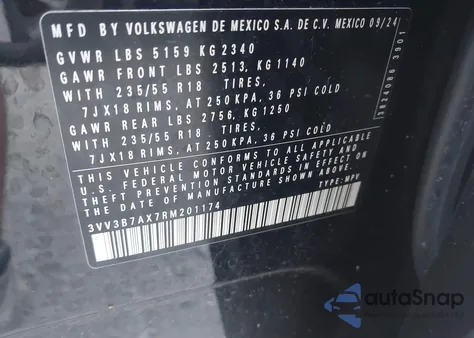 MFD BY VOLKSWAGEN DE MEXICO S.A. DE C.V. MEXICO 09/24
GVWR LBS 5159 KG 2340
GAWR FRONT LBS 2513, KG 1140
WITH 235/55 R18 TIRES,
7JX18 RIMS, AT 250 KPA, 36 PSI COLD
GAWR REAR LBS 2756, KG 1250
WITH 235/55 R18 TIRES,
7JX18 RIMS, AT 250 KPA, 36 PSI COLD
THIS VEHICLE CONFORMS TO ALL APPLICABLE
U.S. FEDERAL MOTOR VEHICLE SAFETY AND
THEFT PREVENTION STANDARDS IN EFFECT ON
THE DATE OF MANUFACTURE SHOWN ABOVE.
TYPE: MPV
3VV3B7AX7RM201174
3901
autoSnap